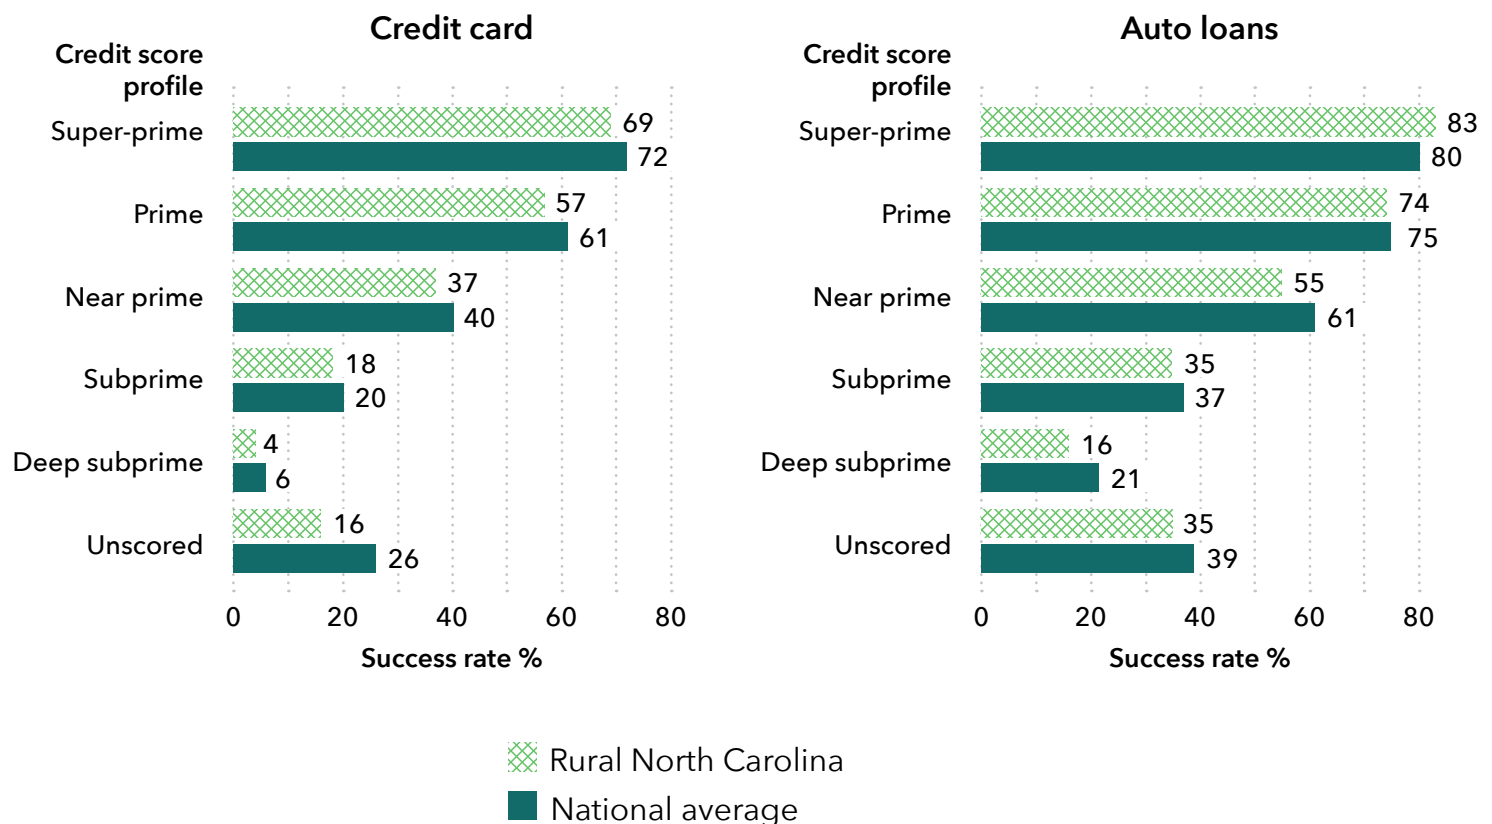 Credit card
Credit score
profile
Super-prime
69
72
Prime
57
61
Near prime
37
40
Subprime
18
20
Deep subprime
4
6
Unscored
16
26
0 20 40 60 80
Success rate %
Auto loans
Credit score
profile
Super-prime
83
80
Prime
74
75
Near prime
55
61
Subprime
35
37
Deep subprime
16
21
Unscored
35
39
0 20 40 60 80
Success rate %
Rural North Carolina
National average